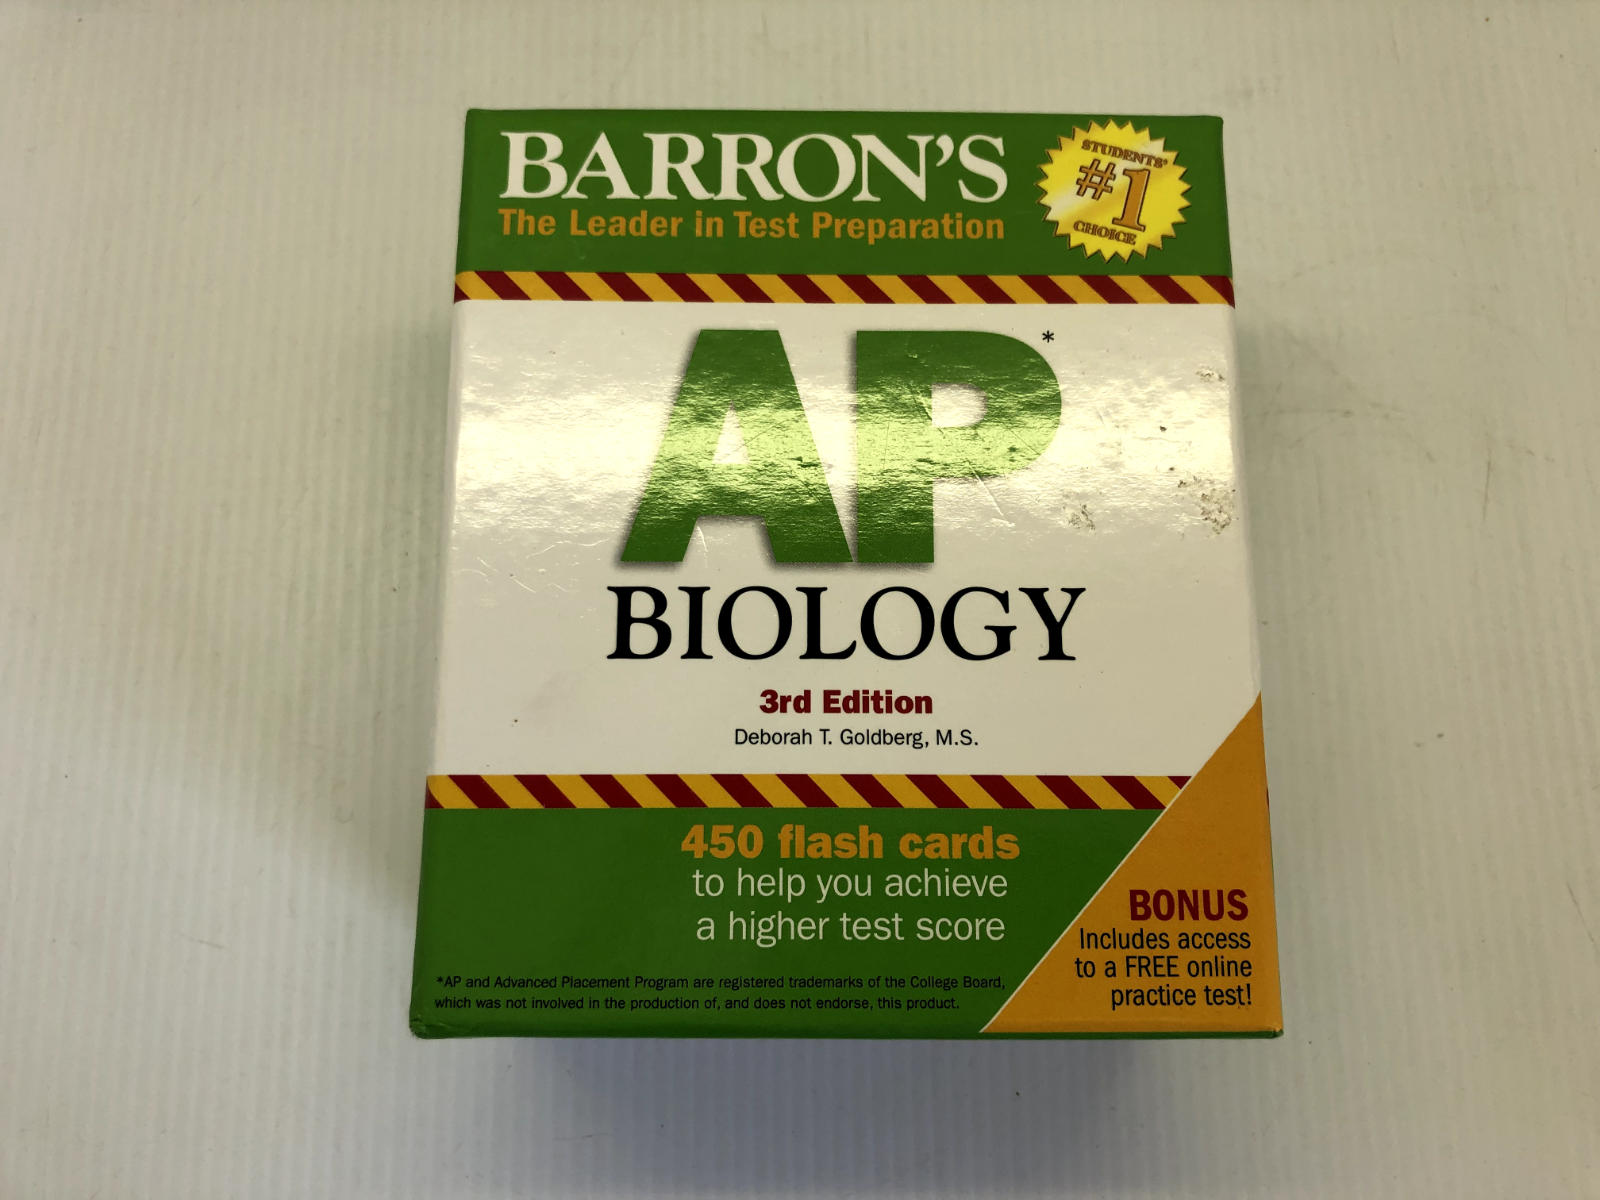 BARRON'S
The Leader in Test Preparation
STUDENTS'
#1
CHOICE
AP*
BIOLOGY
3rd Edition
Deborah T. Goldberg, M.S.
450 flash cards
to help you achieve
a higher test score
BONUS
Includes access
to a FREE online
practice test!
*AP and Advanced Placement Program are registered trademarks of the College Board,
which was not involved in the production of, and does not endorse, this product.